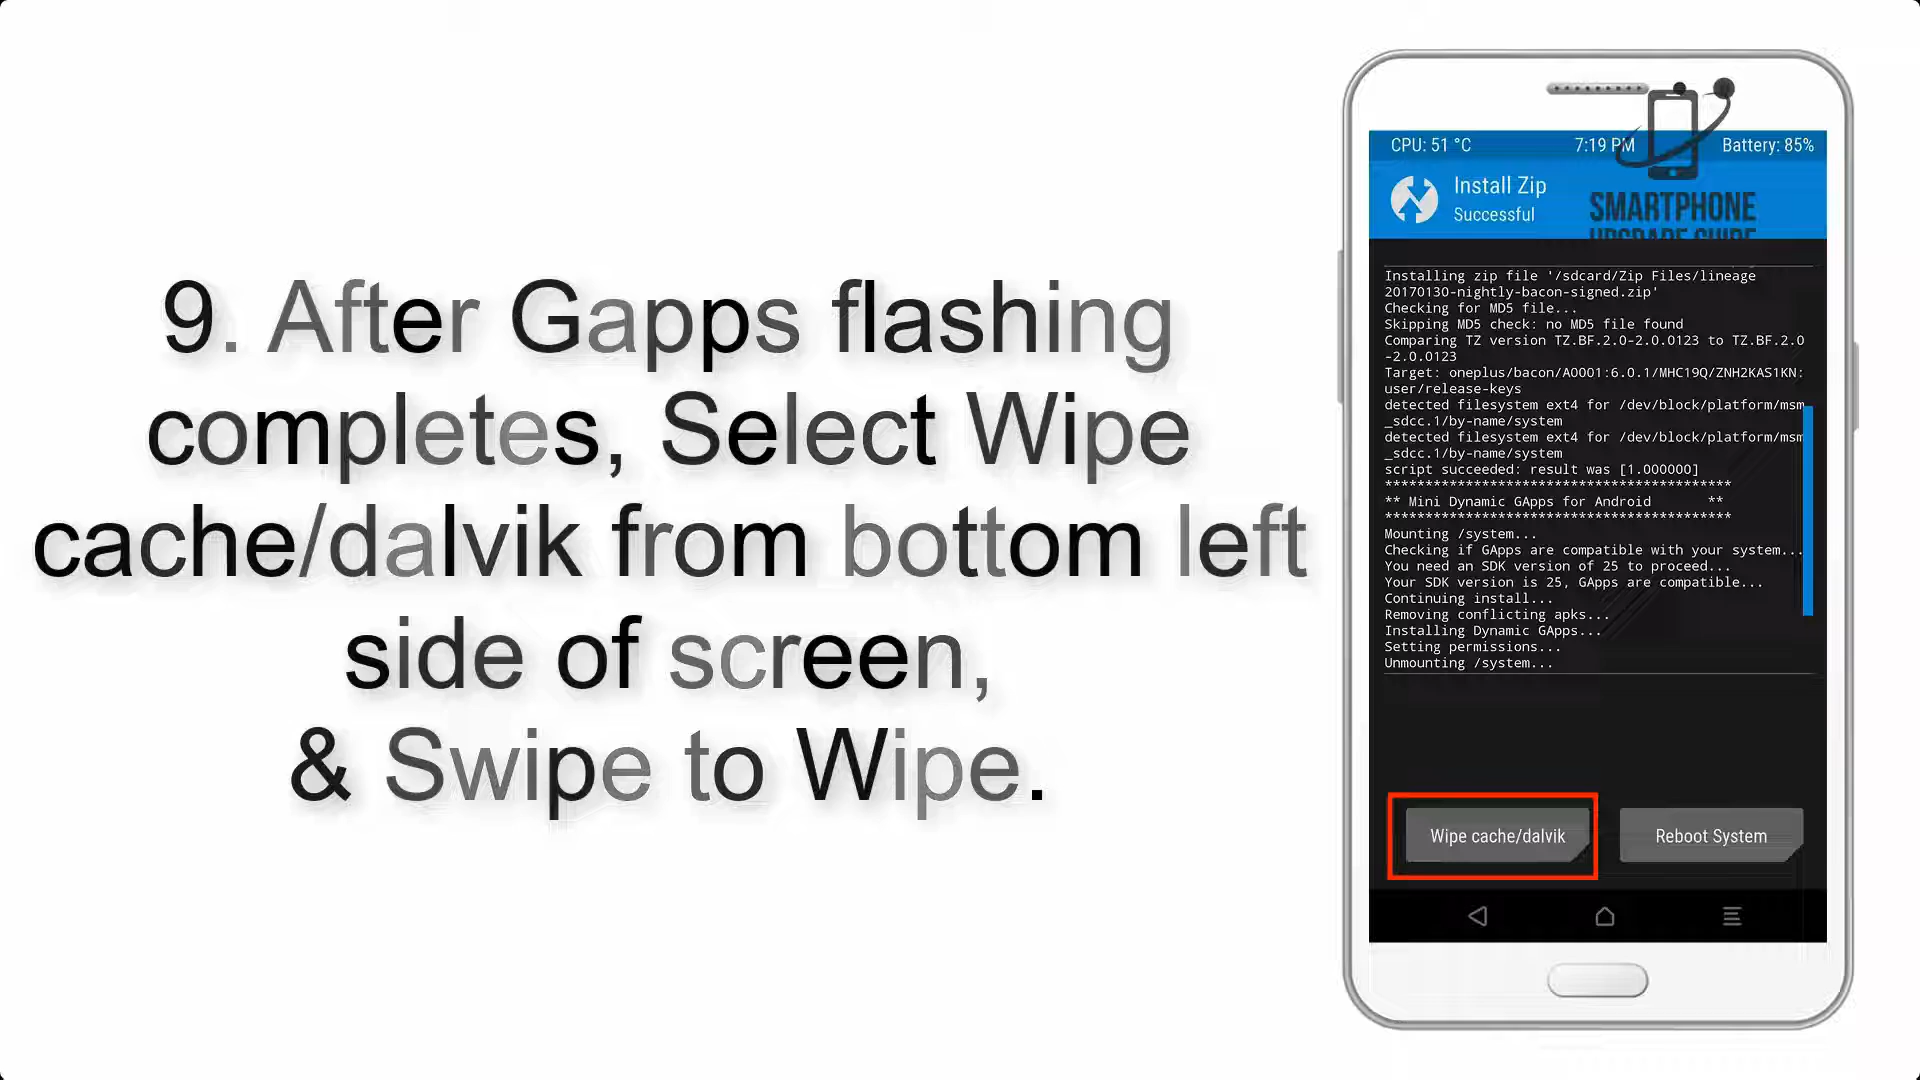 9. After Gapps flashing
completes, Select Wipe
cache/dalvik from bottom left
side of screen,
& Swipe to Wipe.
CPU: 51 °C
7:19 PM
Battery: 85%
Install Zip
Successful
SMARTPHONE
UPGRADE GUIDE
Installing zip file '/sdcard/Zip Files/lineage
20170130-nightly-bacon-signed.zip'
Checking for MD5 file...
Skipping MD5 check: no MD5 file found
Comparing TZ version TZ.BF.2.0-2.0.0123 to TZ.BF.2.0
-2.0.0123
Target: oneplus/bacon/A0001:6.0.1/MHC19Q/ZNH2KAS1KN:
user/release-keys
detected filesystem ext4 for /dev/block/platform/msm
_sdcc.1/by-name/system
detected filesystem ext4 for /dev/block/platform/msm
_sdcc.1/by-name/system
script succeeded: result was [1.000000]
*******************************************
** Mini Dynamic GApps for Android **
*******************************************
Mounting /system...
Checking if GApps are compatible with your system...
You need an SDK version of 25 to proceed...
Your SDK version is 25, GApps are compatible...
Continuing install...
Removing conflicting apks...
Installing Dynamic GApps...
Setting permissions...
Unmounting /system...
Wipe cache/dalvik
Reboot System